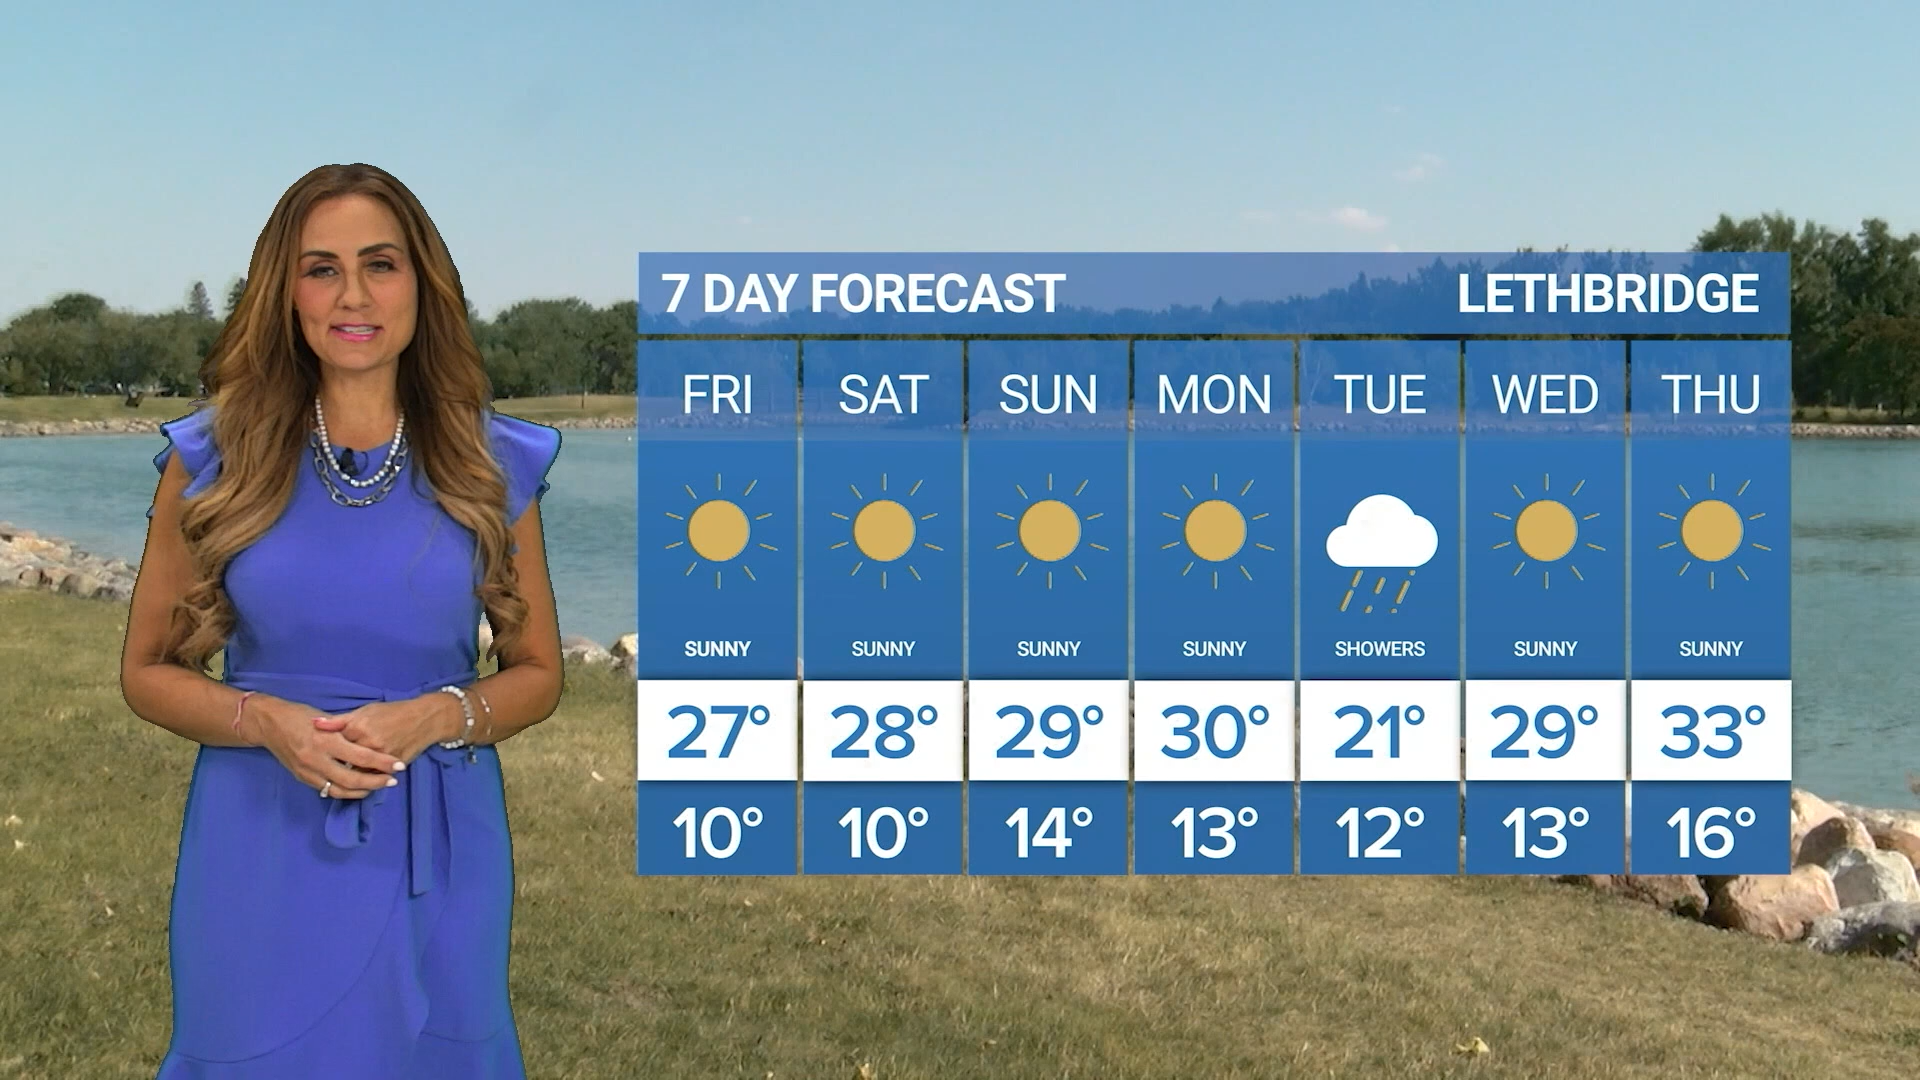 7 DAY FORECAST LETHBRIDGE
FRI SAT SUN MON TUE WED THU
SUNNY SUNNY SUNNY SUNNY SHOWERS SUNNY SUNNY
27° 28° 29° 30° 21° 29° 33°
10° 10° 14° 13° 12° 13° 16°